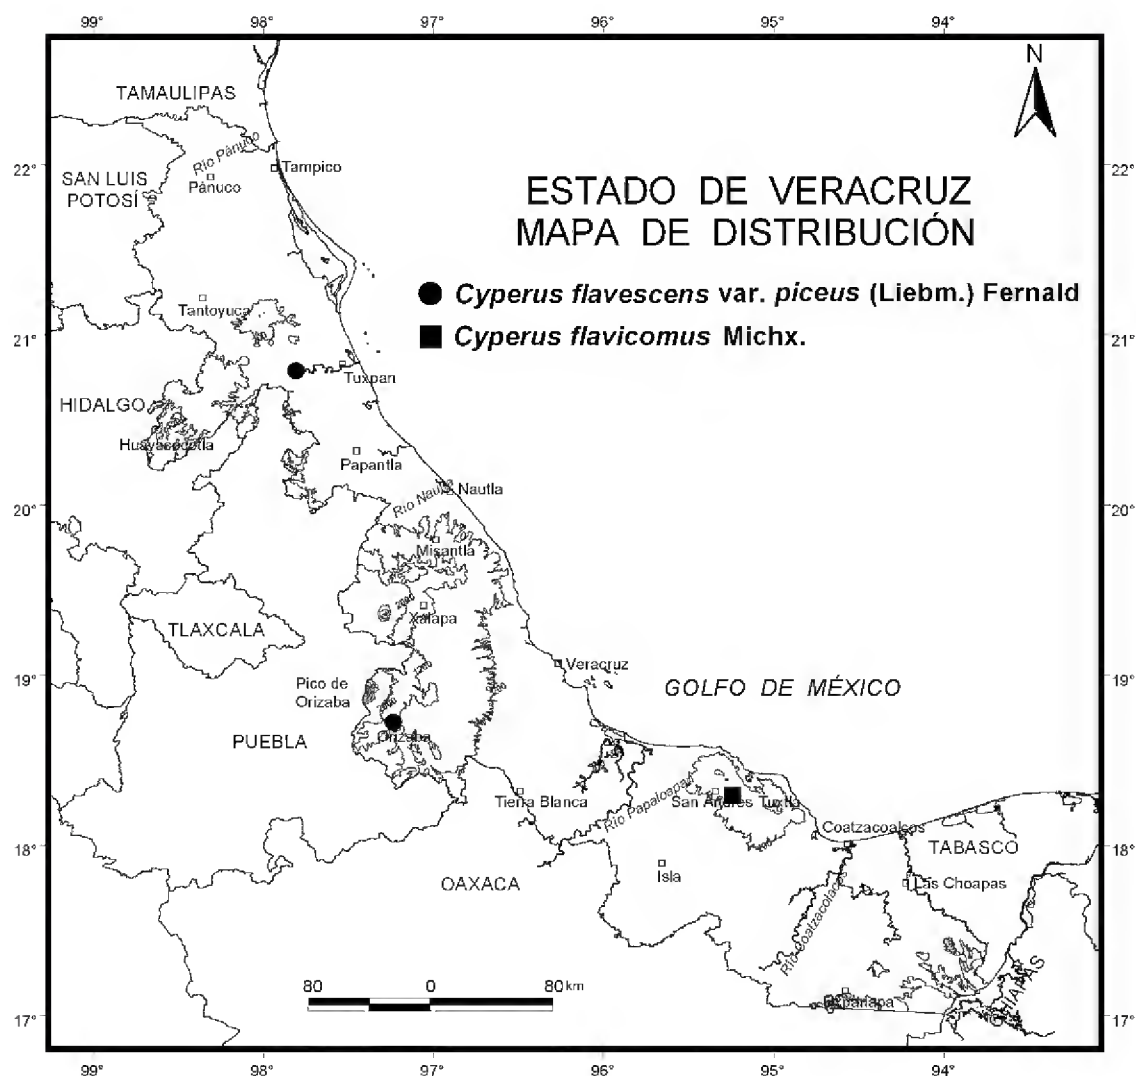 99° 98° 97° 96° 95° 94°
N
TAMAULIPAS
Río Pánuco
22° Tampico 22°
SAN LUIS
POTOSÍ
Pánuco
ESTADO DE VERACRUZ
MAPA DE DISTRIBUCIÓN
Cyperus flavescens var. piceus (Liebm.) Fernald
Cyperus flavicomus Michx.
Tantoyuca
21° 21°
Tuxpan
HIDALGO
Huayacocotla
Papantla
Río Nautla
Nautla
20° 20°
Misantla
Xalapa
TLAXCALA
Veracruz
19° 19°
Pico de
Orizaba
GOLFO DE MÉXICO
PUEBLA
Orizaba
Tierra Blanca
Río Papaloapan
San Andres Tuxtla
Coatzacoalcos
18° 18°
TABASCO
OAXACA
Isla
Las Choapas
Río Coatzacoalcos
CHIAPAS
80 0 80 km
17° 17°
99° 98° 97° 96° 95° 94°